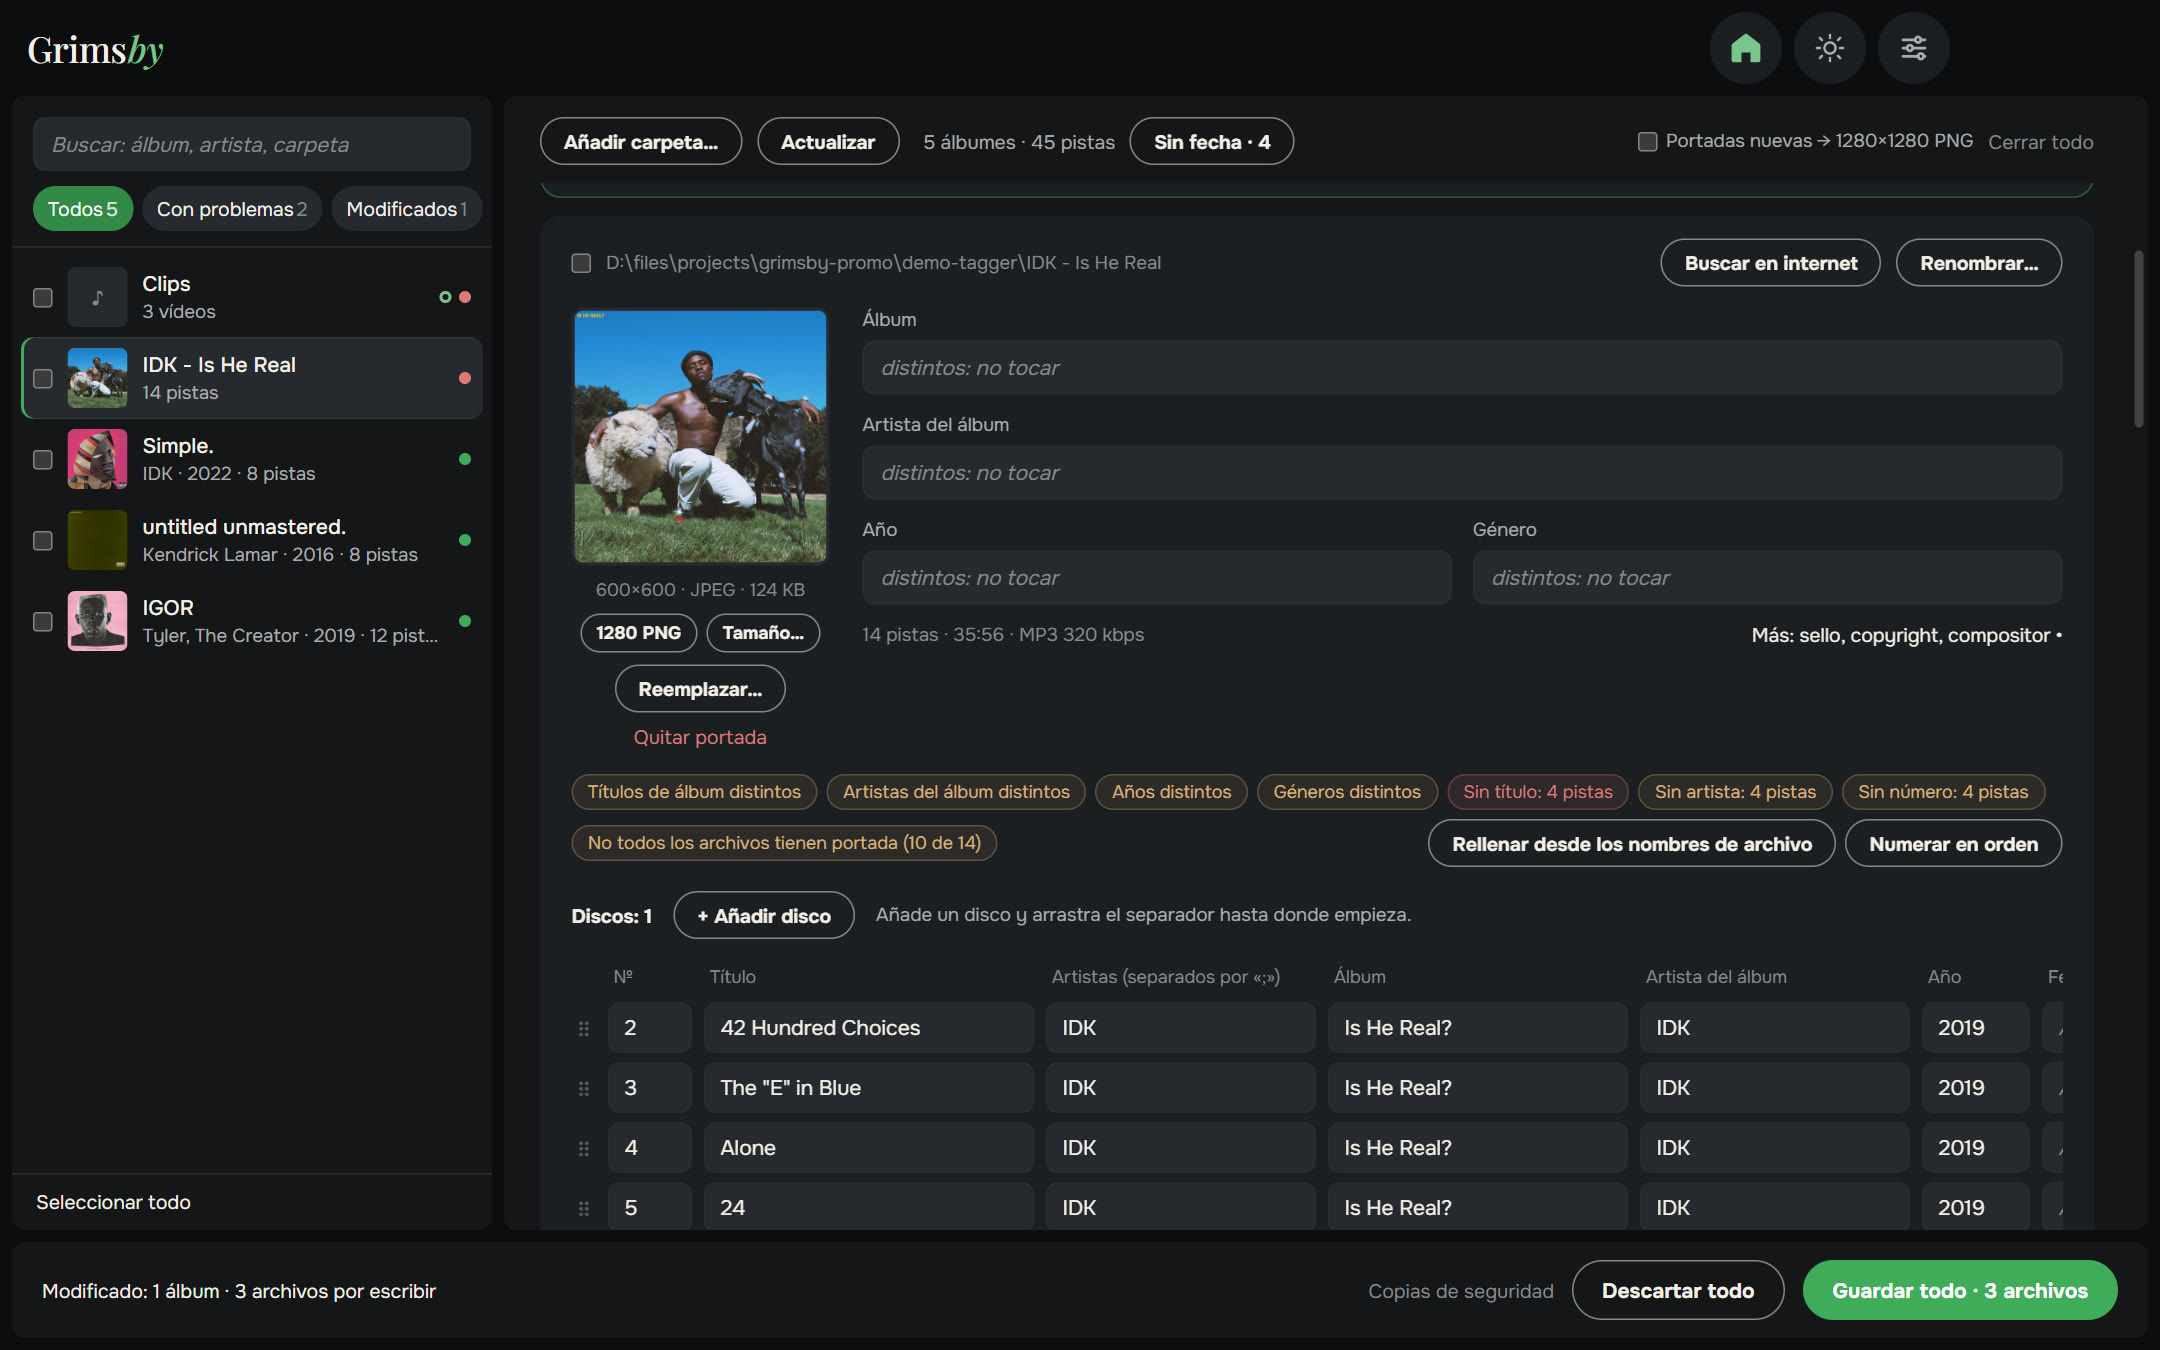 Grimsby
Buscar: álbum, artista, carpeta
Todos 5
Con problemas 2
Modificados 1
Clips
3 vídeos
IDK - Is He Real
14 pistas
Simple.
IDK · 2022 · 8 pistas
untitled unmastered.
Kendrick Lamar · 2016 · 8 pistas
IGOR
Tyler, The Creator · 2019 · 12 pist...
Seleccionar todo
Añadir carpeta...
Actualizar
5 álbumes · 45 pistas
Sin fecha · 4
Portadas nuevas → 1280×1280 PNG
Cerrar todo
D:\files\projects\grimsby-promo\demo-tagger\IDK - Is He Real
Buscar en internet
Renombrar...
IS HE REAL?
600×600 · JPEG · 124 KB
1280 PNG
Tamaño...
Reemplazar...
Quitar portada
Álbum
distintos: no tocar
Artista del álbum
distintos: no tocar
Año
distintos: no tocar
Género
distintos: no tocar
14 pistas · 35:56 · MP3 320 kbps
Más: sello, copyright, compositor •
Títulos de álbum distintos
Artistas del álbum distintos
Años distintos
Géneros distintos
Sin título: 4 pistas
Sin artista: 4 pistas
Sin número: 4 pistas
No todos los archivos tienen portada (10 de 14)
Rellenar desde los nombres de archivo
Numerar en orden
Discos: 1
+ Añadir disco
Añade un disco y arrastra el separador hasta donde empieza.
Nº Título Artistas (separados por «;») Álbum Artista del álbum Año
2 42 Hundred Choices IDK Is He Real? IDK 2019
3 The "E" in Blue IDK Is He Real? IDK 2019
4 Alone IDK Is He Real? IDK 2019
5 24 IDK Is He Real? IDK 2019
Modificado: 1 álbum · 3 archivos por escribir
Copias de seguridad
Descartar todo
Guardar todo · 3 archivos